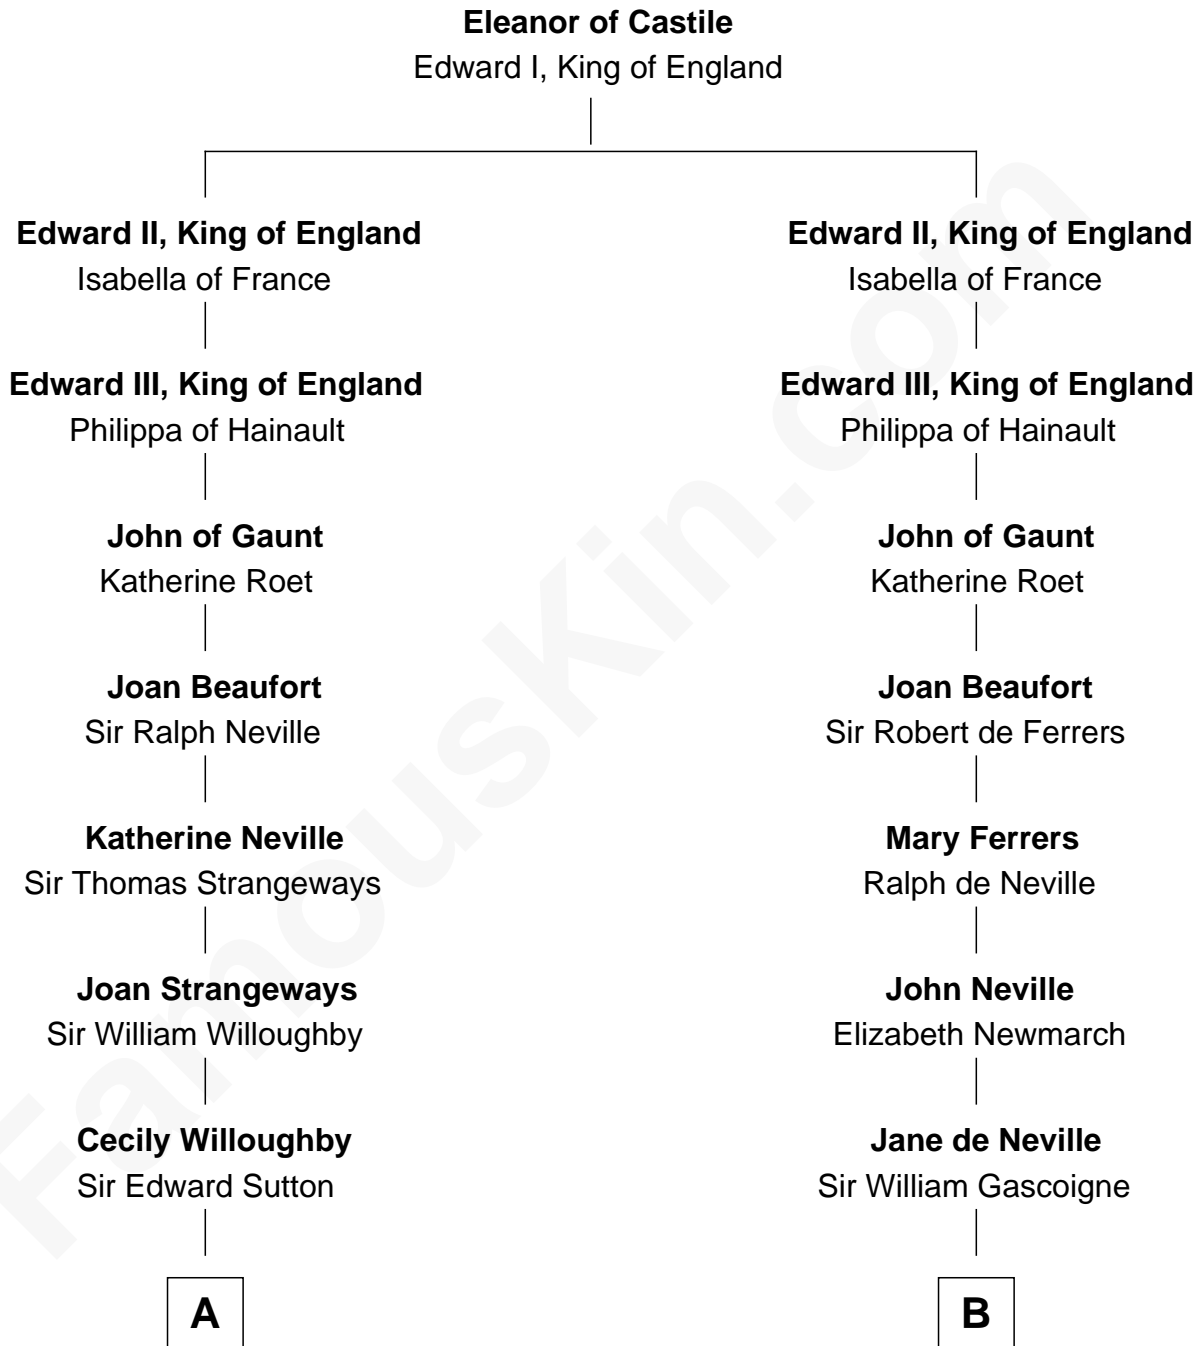 Eleanor of Castile
Edward I, King of England
Edward II, King of England
Isabella of France
Edward III, King of England
Philippa of Hainault
John of Gaunt
Katherine Roet
Joan Beaufort
Sir Ralph Neville
Katherine Neville
Sir Thomas Strangeways
Joan Strangeways
Sir William Willoughby
Cecily Willoughby
Sir Edward Sutton
A
Edward II, King of England
Isabella of France
Edward III, King of England
Philippa of Hainault
John of Gaunt
Katherine Roet
Joan Beaufort
Sir Robert de Ferrers
Mary Ferrers
Ralph de Neville
John Neville
Elizabeth Newmarch
Jane de Neville
Sir William Gascoigne
B
FamousKin.com